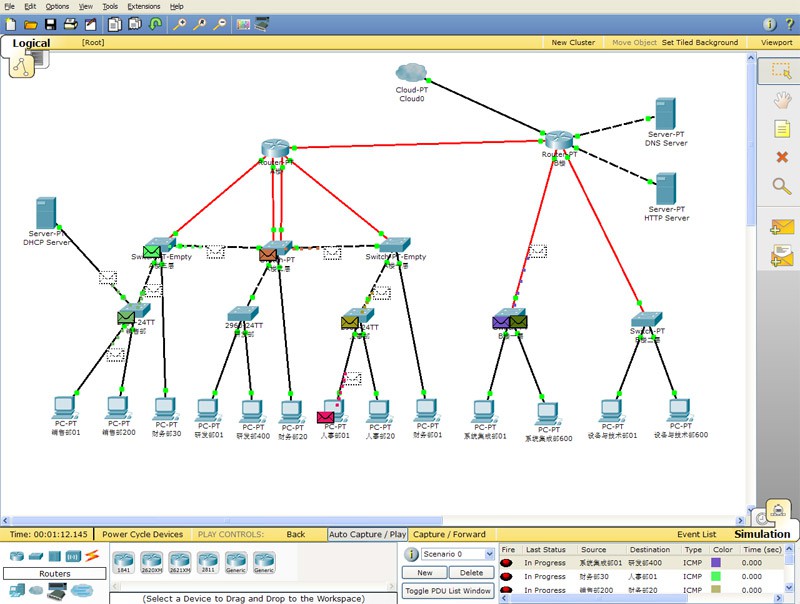 File Edit Options View Tools Extensions Help
Logical [Root] New Cluster Move Object Set Tiled Background Viewport
Cloud-PT
Cloud0
Router-PT
A楼
Router-PT
B楼
Server-PT
DNS Server
Server-PT
HTTP Server
Server-PT
DHCP Server
Switch-PT-Empty
Switch-PT-Empty
24TT
销售部
24TT
24TT
Switch-PT
PC-PT
销售部01
PC-PT
销售部200
PC-PT
财务部30
PC-PT
研发部01
PC-PT
研发部400
PC-PT
财务部20
PC-PT
人事部01
PC-PT
人事部20
PC-PT
财务部01
PC-PT
系统集成部01
PC-PT
系统集成部600
PC-PT
设备与技术部01
PC-PT
设备与技术部600
Time: 00:01:12.145 Power Cycle Devices PLAY CONTROLS: Back Auto Capture / Play Capture / Forward Event List Simulation
Routers
1841 2620XM 2621XM 2811 Generic Generic
(Select a Device to Drag and Drop to the Workspace)
Scenario 0
New Delete
Toggle PDU List Window
Fire Last Status Source Destination Type Color Time (sec)
In Progress 系统集成部01 研发部400 ICMP 0.000
In Progress 财务部30 人事部01 ICMP 0.000
In Progress 销售部200 财务部20 ICMP 0.000